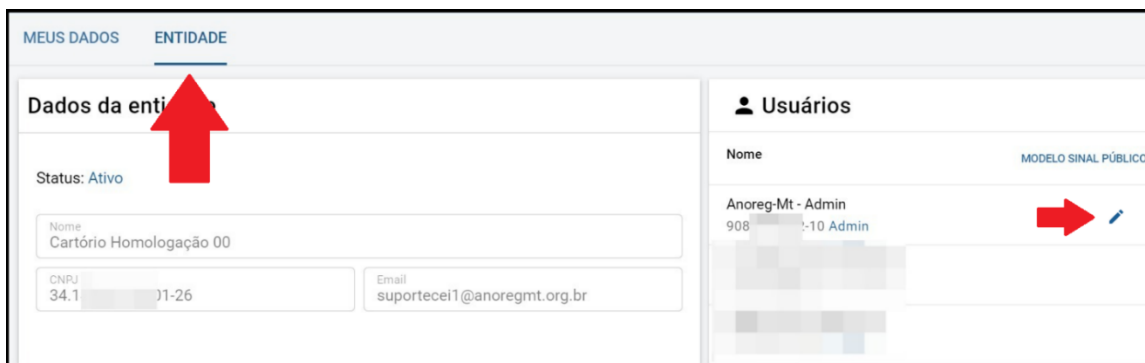 MEUS DADOS ENTIDADE
Dados da enti
Status: Ativo
Nome
Cartório Homologação 00
CNPJ
34.1 01-26
Email
suportecei1@anoregmt.org.br
Usuários
Nome MODELO SINAL PÚBLICO
Anoreg-Mt - Admin
908 2-10 Admin